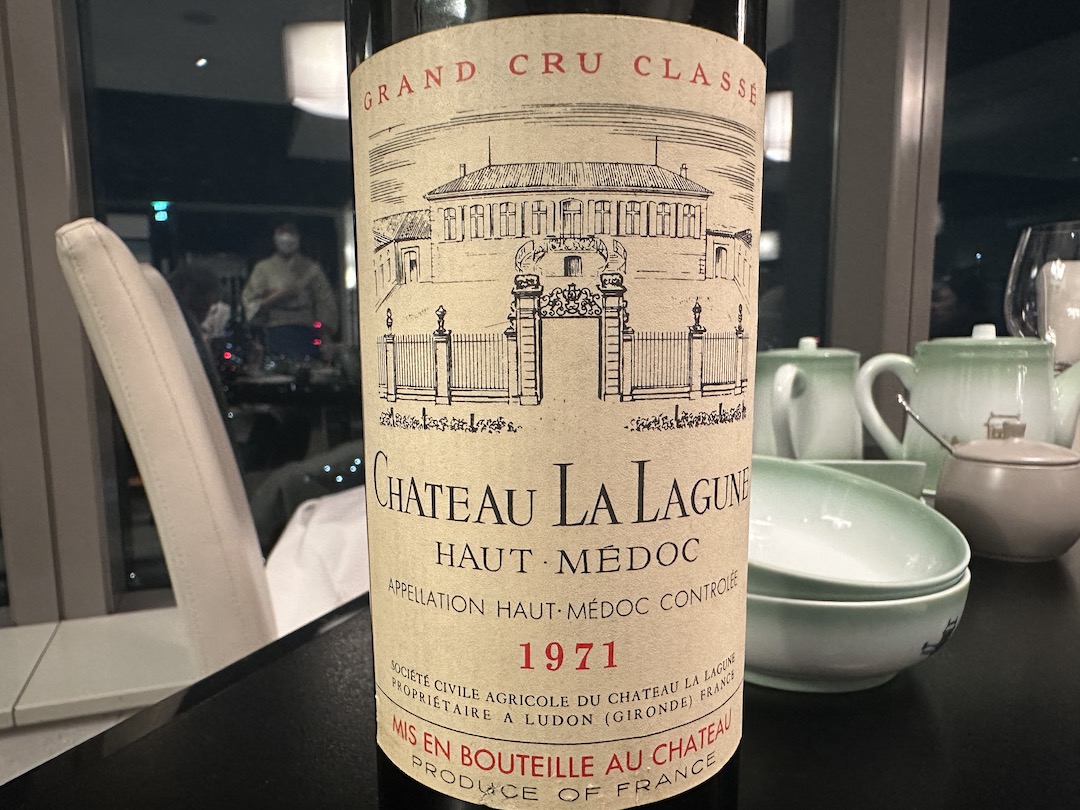 GRAND CRU CLASSÉ
CHATEAU LA LAGUNE
HAUT·MÉDOC
APPELLATION HAUT·MÉDOC CONTROLÉE
1971
SOCIÉTÉ CIVILE AGRICOLE DU CHATEAU LA LAGUNE
PROPRIÉTAIRE A LUDON (GIRONDE) FRANCE
MIS EN BOUTEILLE AU CHATEAU
PRODUCE OF FRANCE